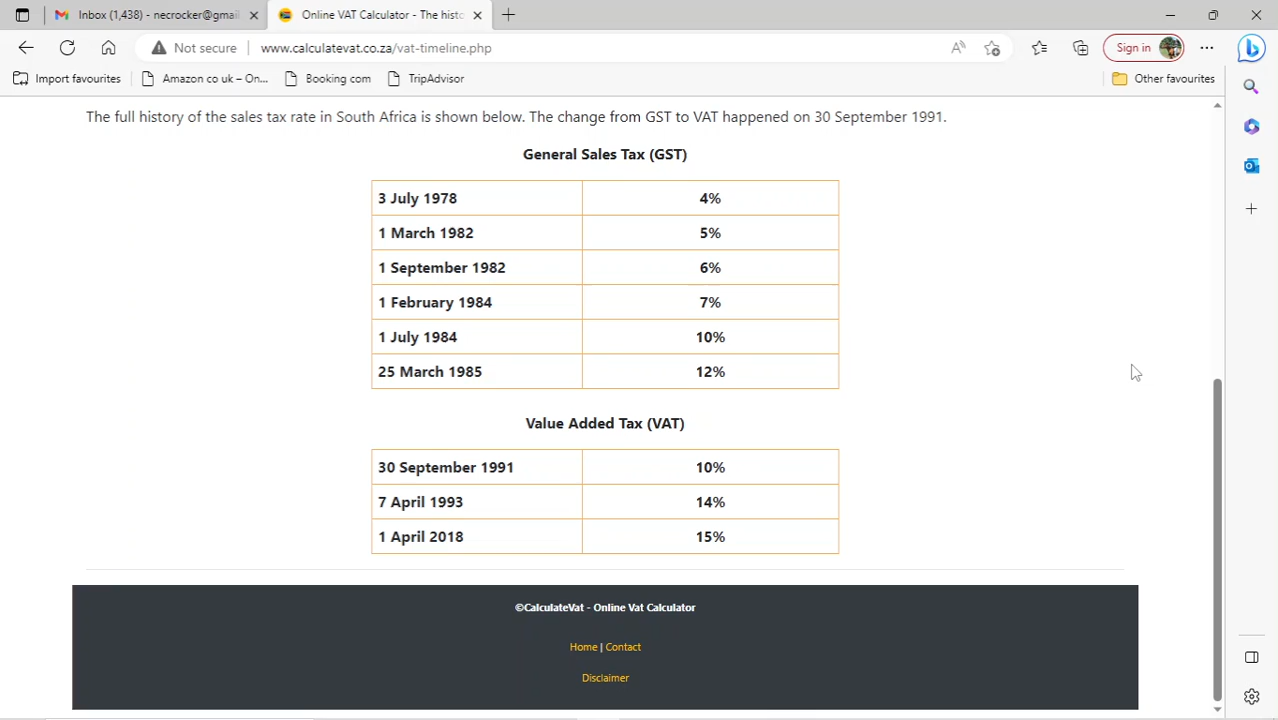 Inbox (1,438) - necrocker@gmai
Online VAT Calculator - The histo
Not secure
www.calculatevat.co.za/vat-timeline.php
Sign in
Import favourites
Amazon co uk – On...
Booking com
TripAdvisor
Other favourites
The full history of the sales tax rate in South Africa is shown below. The change from GST to VAT happened on 30 September 1991.
General Sales Tax (GST)
3 July 1978 4%
1 March 1982 5%
1 September 1982 6%
1 February 1984 7%
1 July 1984 10%
25 March 1985 12%
Value Added Tax (VAT)
30 September 1991 10%
7 April 1993 14%
1 April 2018 15%
©CalculateVat - Online Vat Calculator
Home | Contact
Disclaimer